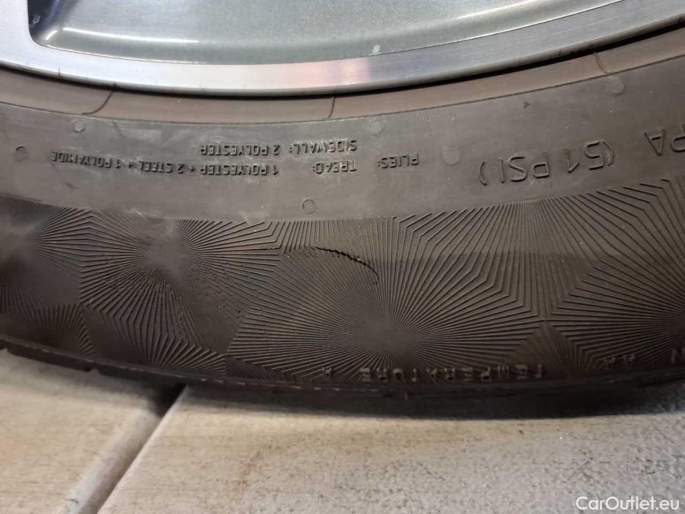 PLIES:
TREAD: 1 POLYESTER + 2 STEEL + 1 POLYAMIDE
SIDEWALL: 2 POLYESTER
PA (51 PSI)
TEMPERATURE A
CarOutlet.eu